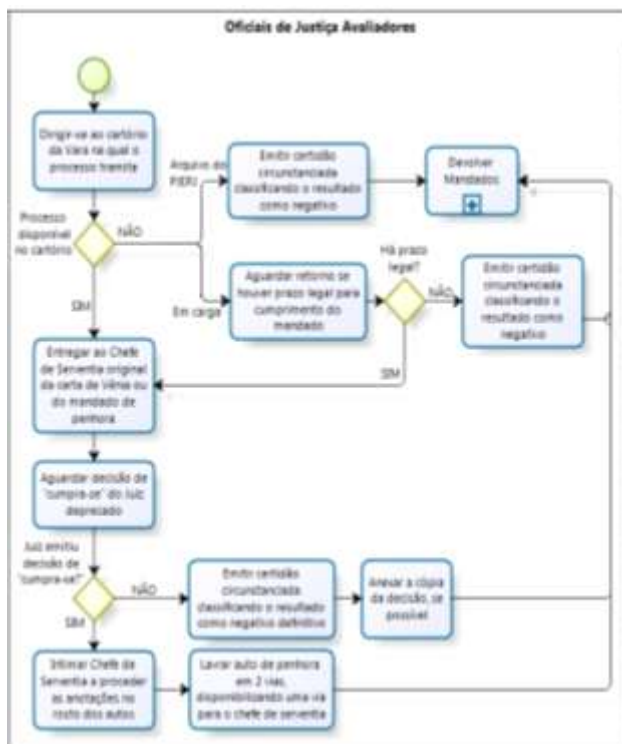 Oficiais de Justiça Avaliadores
Dirigir-se ao cartório
da Vara na qual o
processo tramita
Processo
disponível
no cartório
NÃO
SIM
Arquivo do
PJERJ
Emitir certidão
circunstanciada
classificando o resultado
como negativo
Devolver
Mandados
Em carga
Aguardar retorno se
houver prazo legal para
cumprimento do
mandado
Há prazo
legal?
NÃO
SIM
Emitir certidão
circunstanciada
classificando o
resultado como
negativo
Entregar ao Chefe
de Serventia original
da carta de Vênia ou
do mandado de
penhora
Aguardar decisão de
"cumpra-se" do Juiz
deprecado
Juiz emitiu
decisão de
"cumpra-se?"
NÃO
SIM
Emitir certidão
circunstanciada
classificando o resultado
como negativo definitivo
Anexar a cópia
da decisão, se
possível
Intimar Chefe de
Serventia a proceder
as anotações no
rosto dos autos
Lavrar auto de penhora
em 2 vias,
disponibilizando uma via
para o chefe de serventia